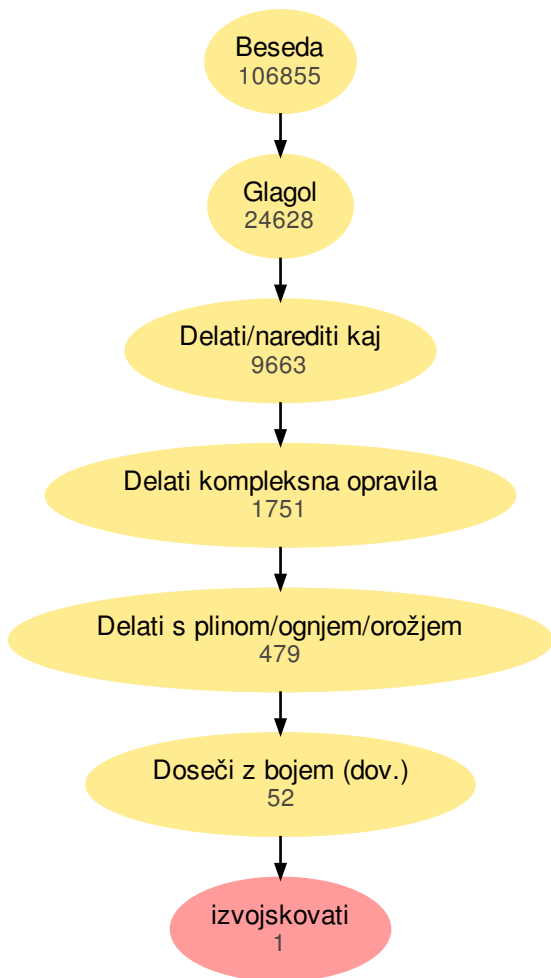 Beseda
106855
Glagol
24628
Delati/narediti kaj
9663
Delati kompleksna opravila
1751
Delati s plinom/ognjem/orožjem
479
Doseči z bojem (dov.)
52
izvojskovati
1